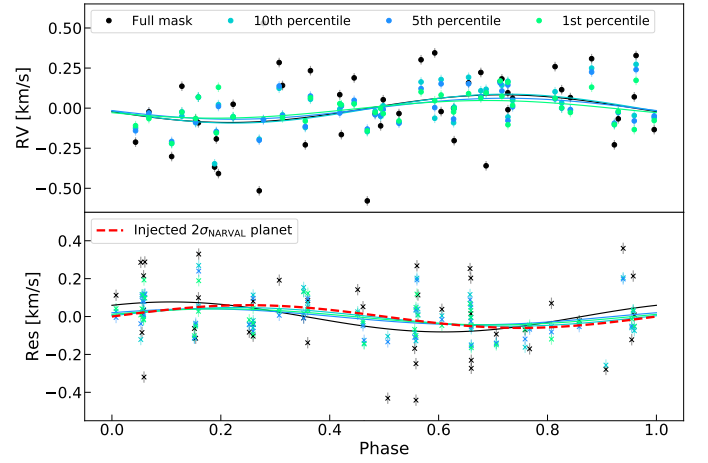 Full mask 10th percentile 5th percentile 1st percentile
0.50
0.25
0.00
−0.25
−0.50
RV [km/s]
Injected 2σNARVAL planet
0.4
0.2
0.0
−0.2
−0.4
Res [km/s]
0.0 0.2 0.4 0.6 0.8 1.0
Phase